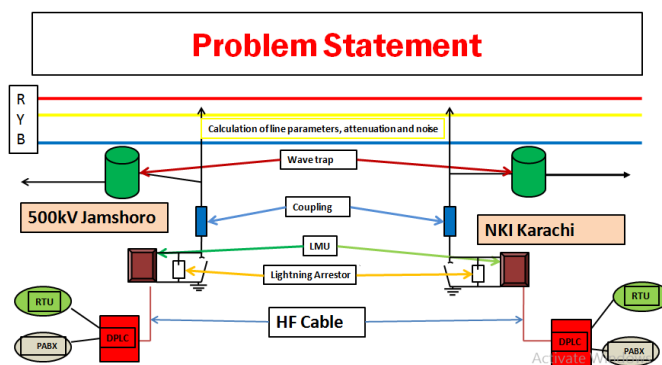 Problem Statement
R
Y
B
Calculation of line parameters, attenuation and noise
Wave trap
500kV Jamshoro
Coupling
NKI Karachi
LMU
Lightning Arrestor
RTU
RTU
HF Cable
DPLC
DPLC
PABX
PABX
Activate Windows